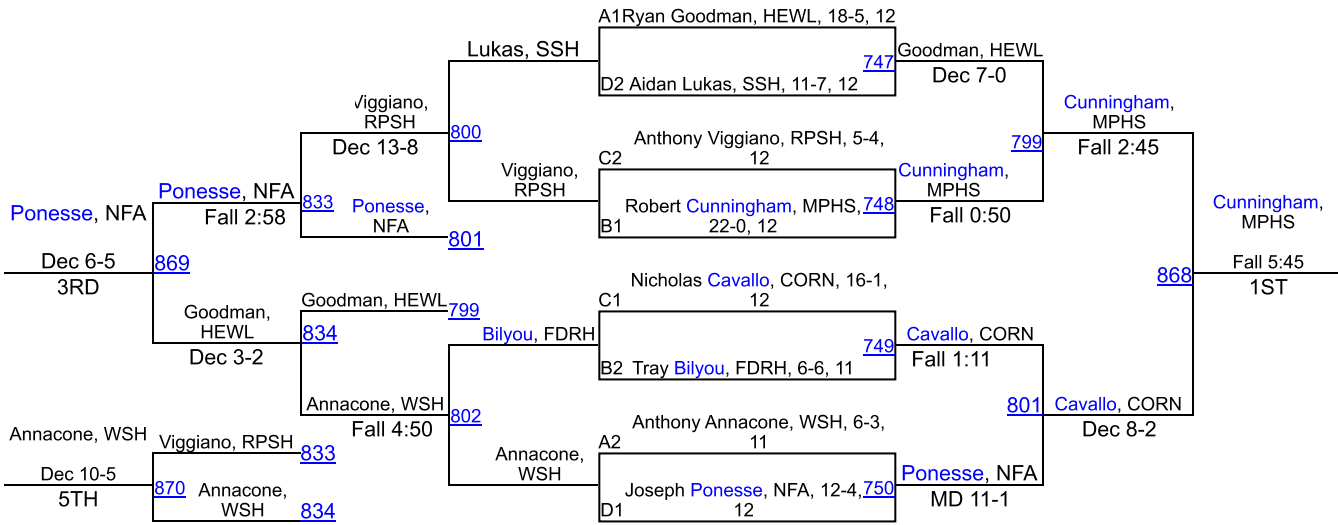 A1Ryan Goodman, HEWL, 18-5, 12
Lukas, SSH
747
Goodman, HEWL
Dec 7-0
D2 Aidan Lukas, SSH, 11-7, 12
Viggiano,
RPSH
Dec 13-8
800
Anthony Viggiano, RPSH, 5-4,
12
C2
799
Cunningham,
MPHS
Fall 2:45
Viggiano,
RPSH
Robert Cunningham, MPHS,
22-0, 12
B1
748
Cunningham,
MPHS
Fall 0:50
Ponesse, NFA
Fall 2:58
833
Ponesse,
NFA
801
Ponesse, NFA
Dec 6-5
3RD
869
Cunningham,
MPHS
Fall 5:45
1ST
868
Nicholas Cavallo, CORN, 16-1,
12
C1
Goodman,
HEWL
Dec 3-2
Goodman, HEWL
799
834
Bilyou, FDRH
749
Cavallo, CORN
Fall 1:11
B2 Tray Bilyou, FDRH, 6-6, 11
Annacone, WSH
Fall 4:50
802
Anthony Annacone, WSH, 6-3,
11
A2
801
Cavallo, CORN
Dec 8-2
Annacone, WSH
Dec 10-5
5TH
Viggiano, RPSH
833
870
Annacone,
WSH
834
Annacone,
WSH
Joseph Ponesse, NFA, 12-4,
12
D1
750
Ponesse, NFA
MD 11-1